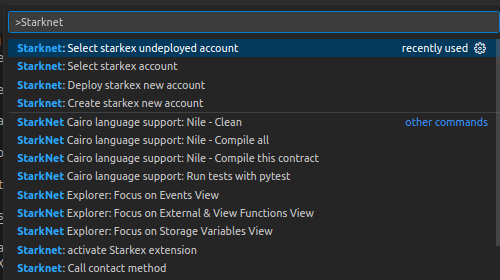 >Starknet
Starknet: Select starkex undeployed account recently used
Starknet: Select starkex account
Starknet: Deploy starkex new account
Starknet: Create starkex new account
StarkNet Cairo language support: Nile - Clean other commands
StarkNet Cairo language support: Nile - Compile all
StarkNet Cairo language support: Nile - Compile this contract
StarkNet Cairo language support: Run tests with pytest
StarkNet Explorer: Focus on Events View
StarkNet Explorer: Focus on External & View Functions View
StarkNet Explorer: Focus on Storage Variables View
Starknet: activate Starkex extension
Starknet: Call contract method